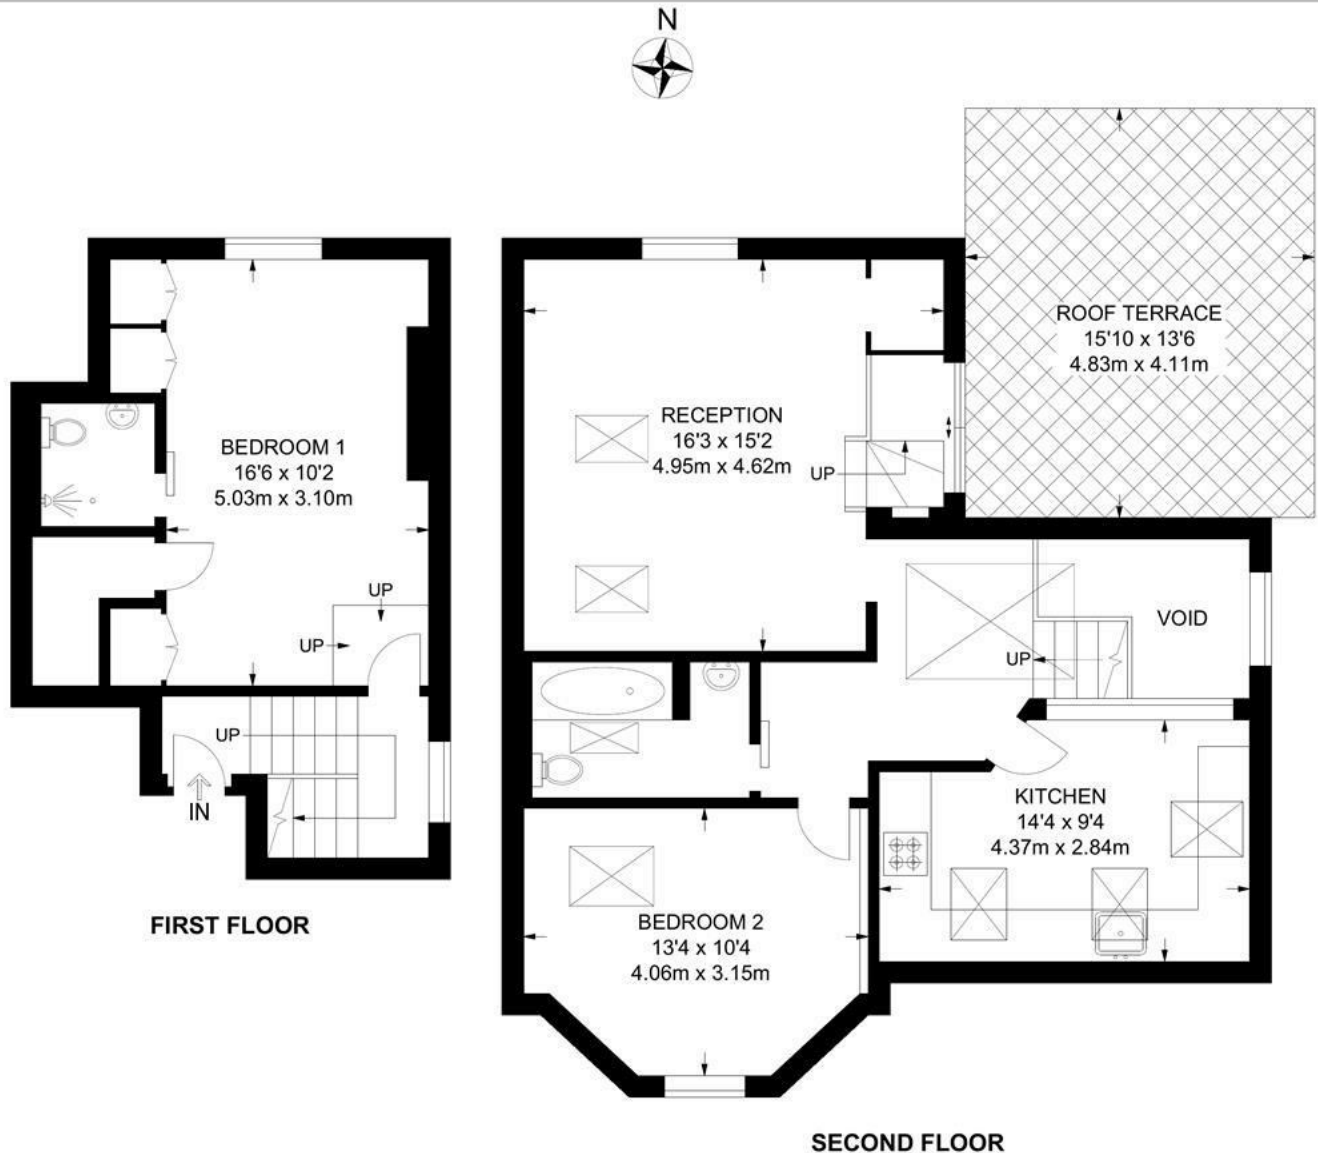 N
ROOF TERRACE
15'10 x 13'6
4.83m x 4.11m
BEDROOM 1
16'6 x 10'2
5.03m x 3.10m
UP
UP
UP
IN
FIRST FLOOR
RECEPTION
16'3 x 15'2
4.95m x 4.62m
UP
VOID
UP
KITCHEN
14'4 x 9'4
4.37m x 2.84m
BEDROOM 2
13'4 x 10'4
4.06m x 3.15m
SECOND FLOOR